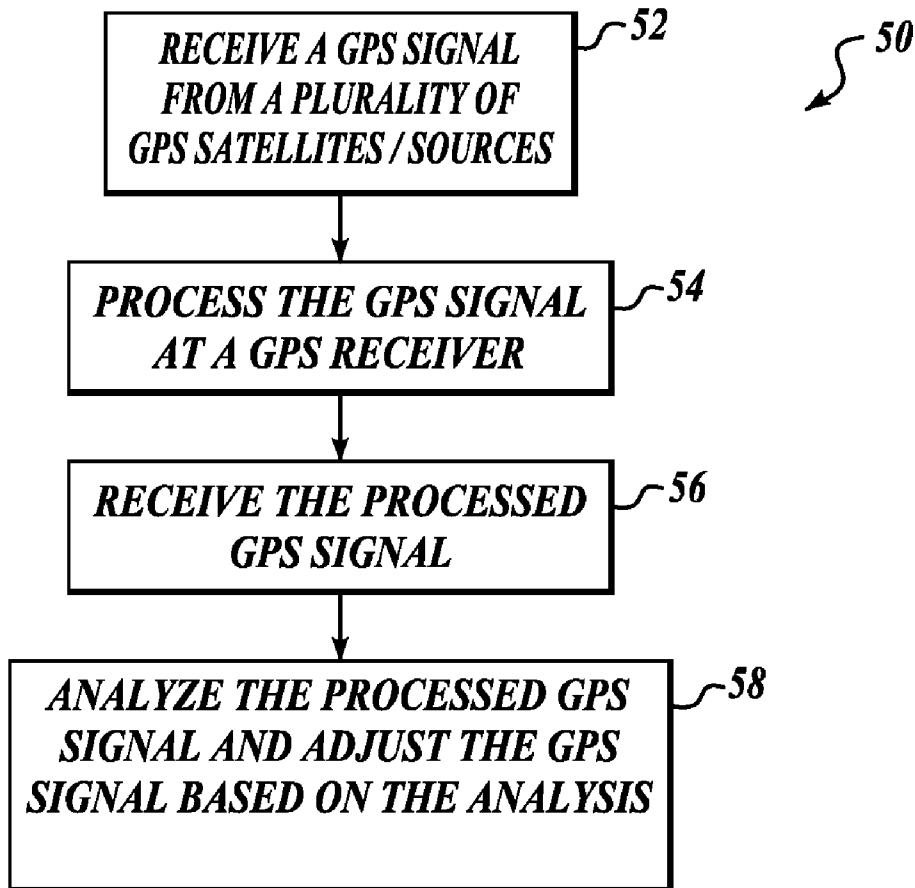 RECEIVE A GPS SIGNAL
FROM A PLURALITY OF
GPS SATELLITES / SOURCES
52
50
PROCESS THE GPS SIGNAL
AT A GPS RECEIVER
54
RECEIVE THE PROCESSED
GPS SIGNAL
56
ANALYZE THE PROCESSED GPS
SIGNAL AND ADJUST THE GPS
SIGNAL BASED ON THE ANALYSIS
58